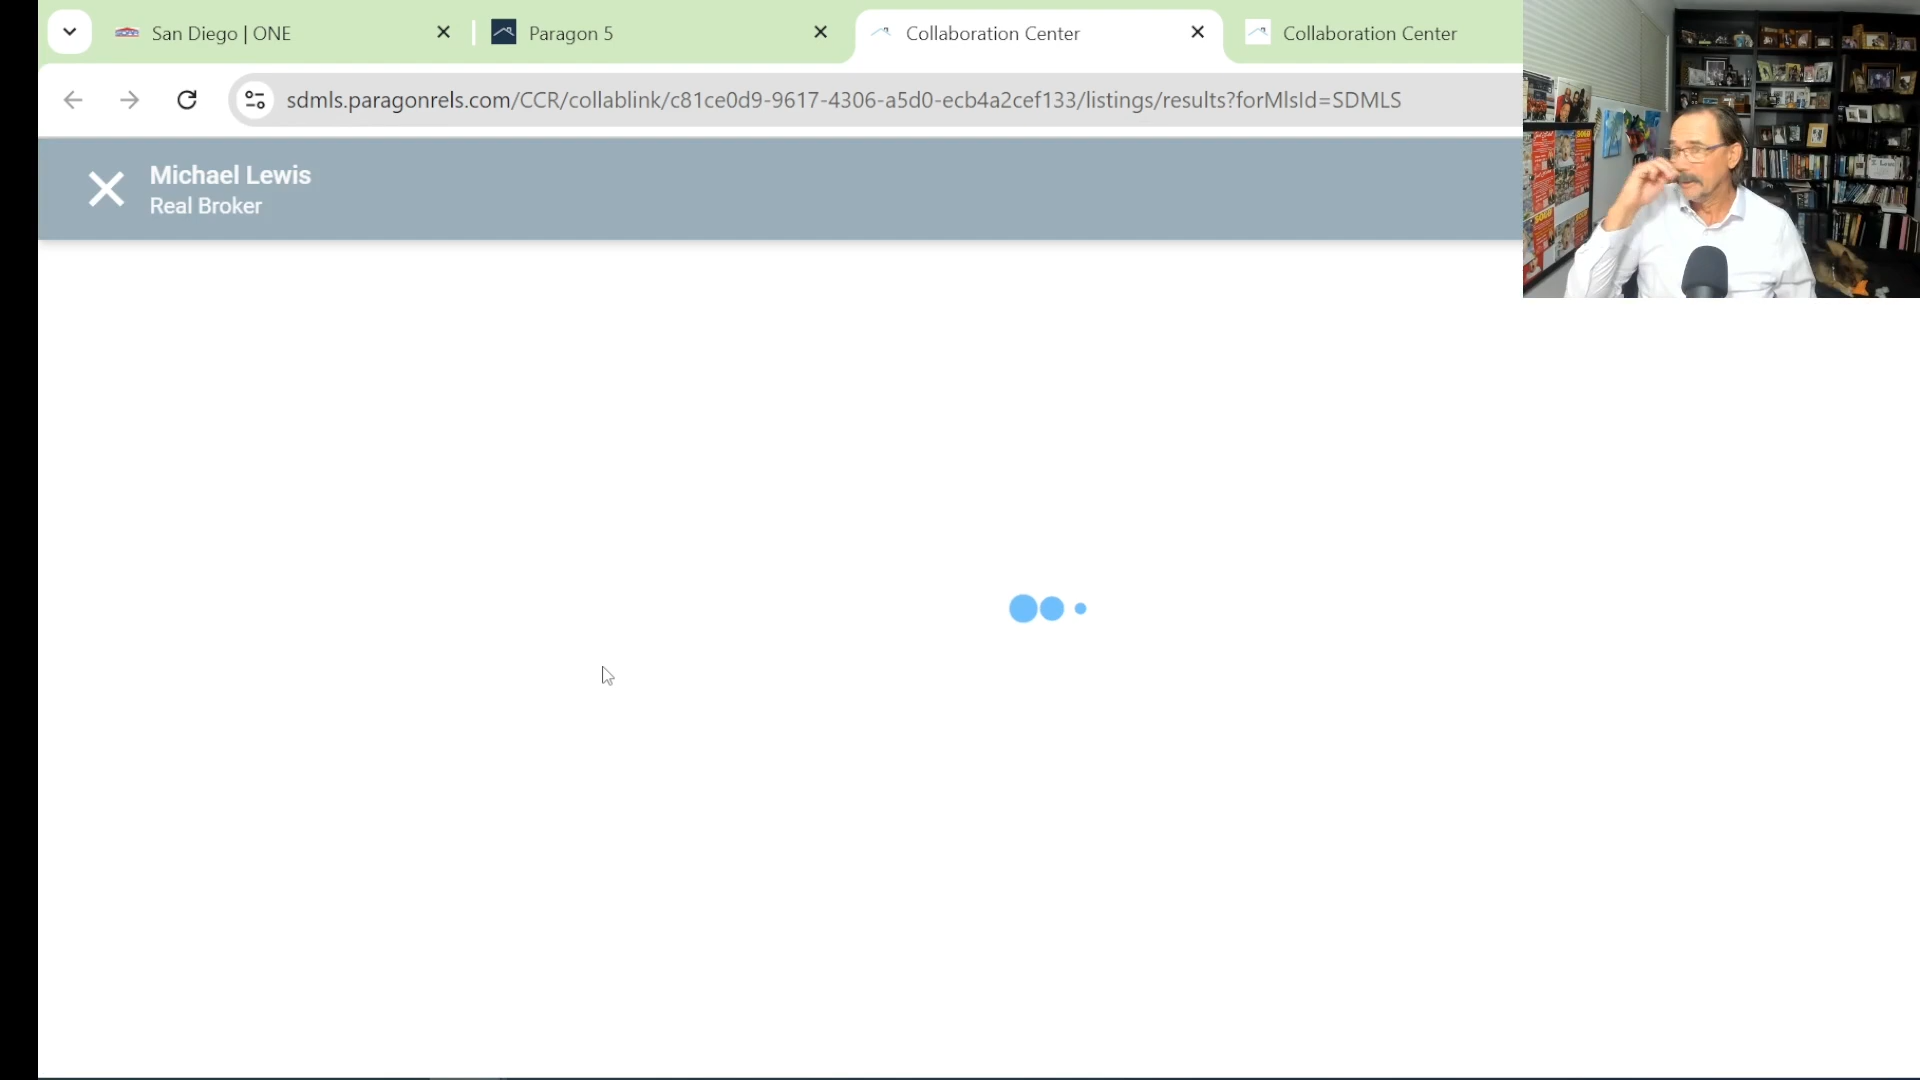 San Diego | ONE
Paragon 5
Collaboration Center
Collaboration Center
sdmls.paragonrels.com/CCR/collablink/c81ce0d9-9617-4306-a5d0-ecb4a2cef133/listings/results?forMlsId=SDMLS
Michael Lewis
Real Broker